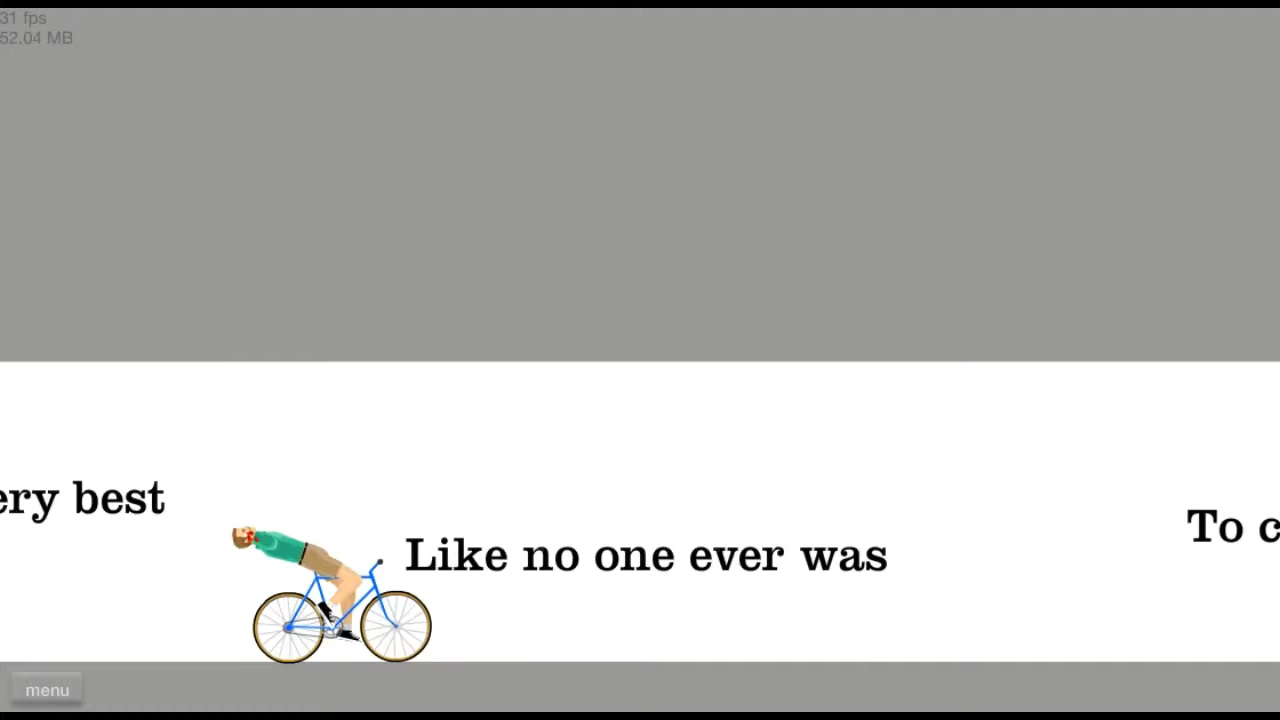 31 fps
52.04 MB
ery best
Like no one ever was
To c
menu